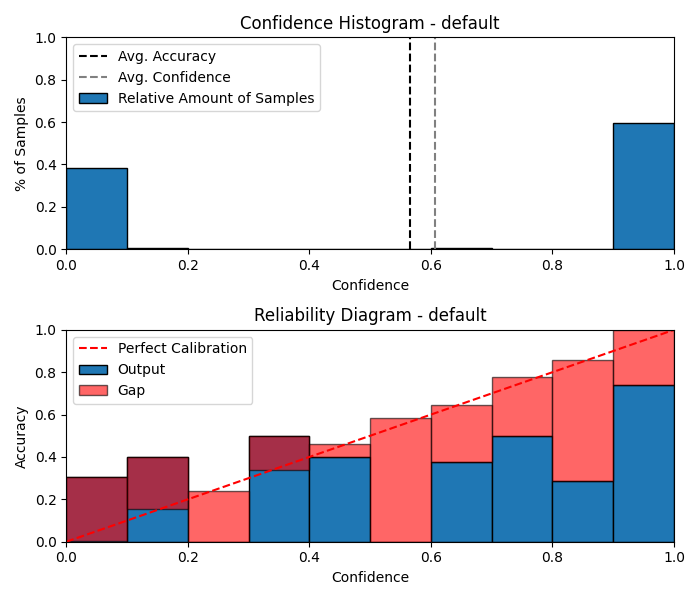 Confidence Histogram - default
1.0
0.8
0.6
0.4
0.2
0.0
% of Samples
Avg. Accuracy
Avg. Confidence
Relative Amount of Samples
0.0 0.2 0.4 0.6 0.8 1.0
Confidence
Reliability Diagram - default
1.0
0.8
0.6
0.4
0.2
0.0
Accuracy
Perfect Calibration
Output
Gap
0.0 0.2 0.4 0.6 0.8 1.0
Confidence